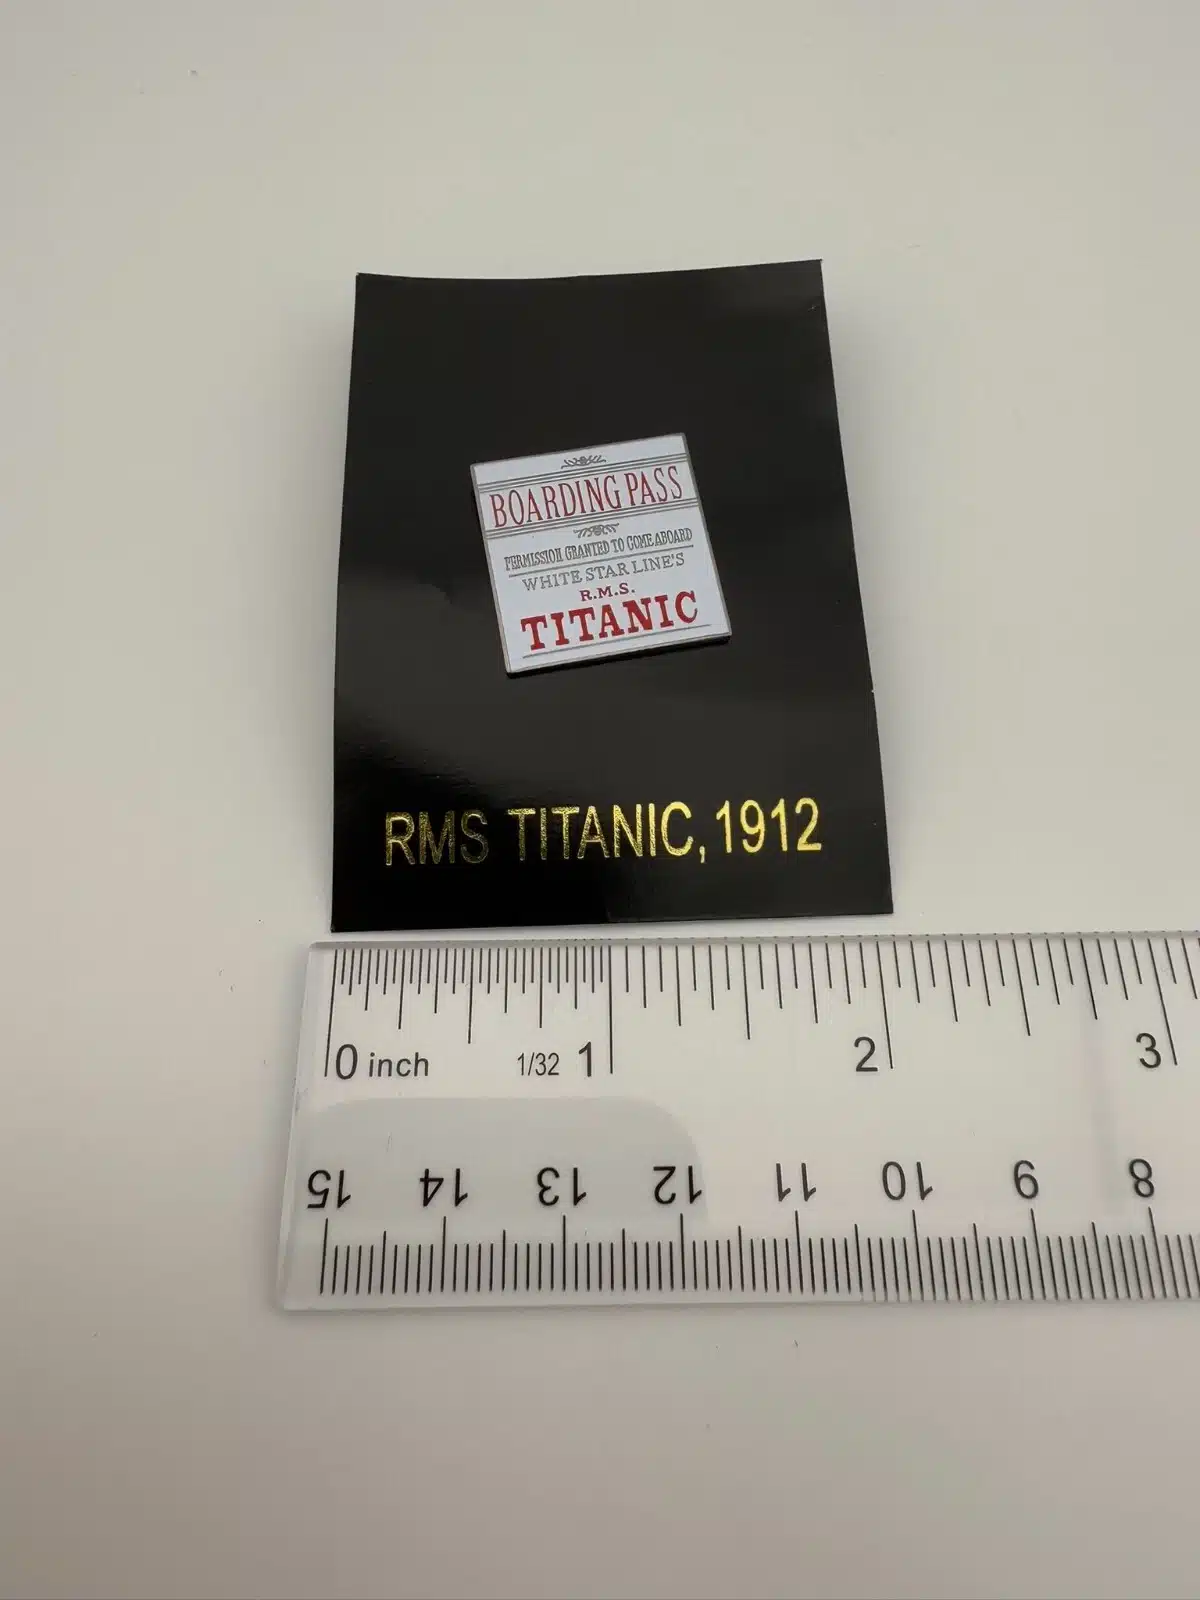 BOARDING PASS
PERMISSION GRANTED TO COME ABOARD
WHITE STAR LINE'S
R.M.S.
TITANIC
RMS TITANIC, 1912
0 inch 1/32 1 2 3
15 14 13 12 11 10 9 8